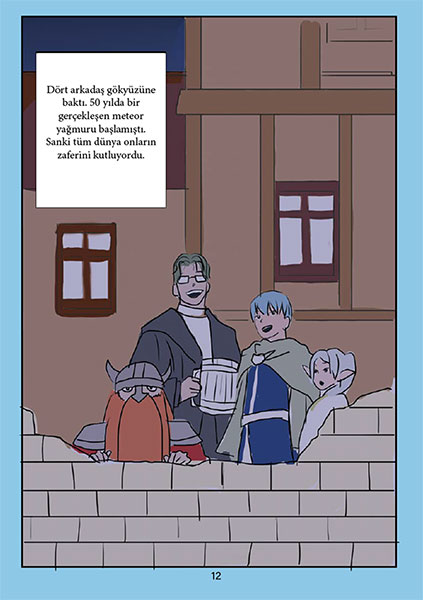 Dört arkadaş gökyüzüne
baktı. 50 yılda bir
gerçekleşen meteor
yağmuru başlamıştı.
Sanki tüm dünya onların
zaferini kutluyordu.
12